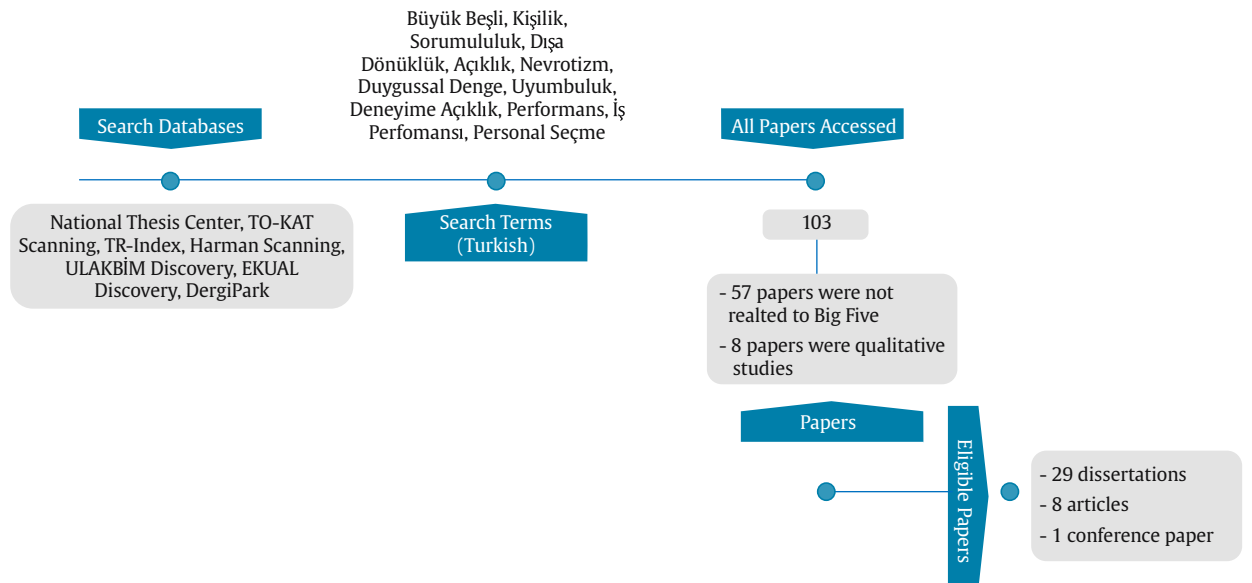 Büyük Beşli, Kişilik,
Sorumululuk, Dışa
Dönüklük, Açıklık, Nevrotizm,
Duygussal Denge, Uyumbuluk,
Deneyime Açıklık, Performans, İş
Perfomansı, Personal Seçme
Search Databases
All Papers Accessed
National Thesis Center, TO-KAT
Scanning, TR-Index, Harman Scanning,
ULAKBİM Discovery, EKUAL
Discovery, DergiPark
Search Terms
(Turkish)
103
- 57 papers were not
realted to Big Five
- 8 papers were qualitative
studies
Papers
Eligible Papers
- 29 dissertations
- 8 articles
- 1 conference paper